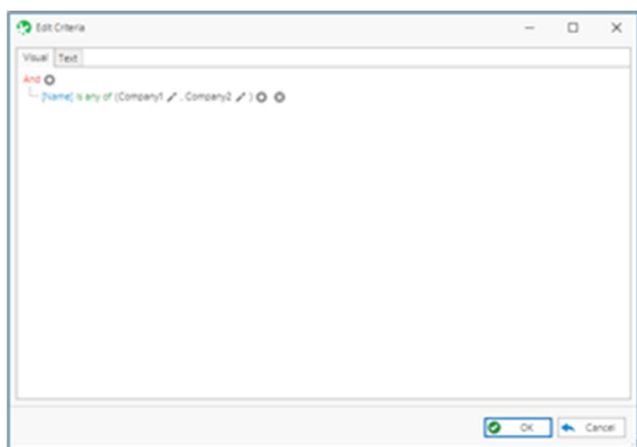 Edit Criteria
Visual Text
And
[Name] Is any of (Company1 , Company2 )
OK Cancel